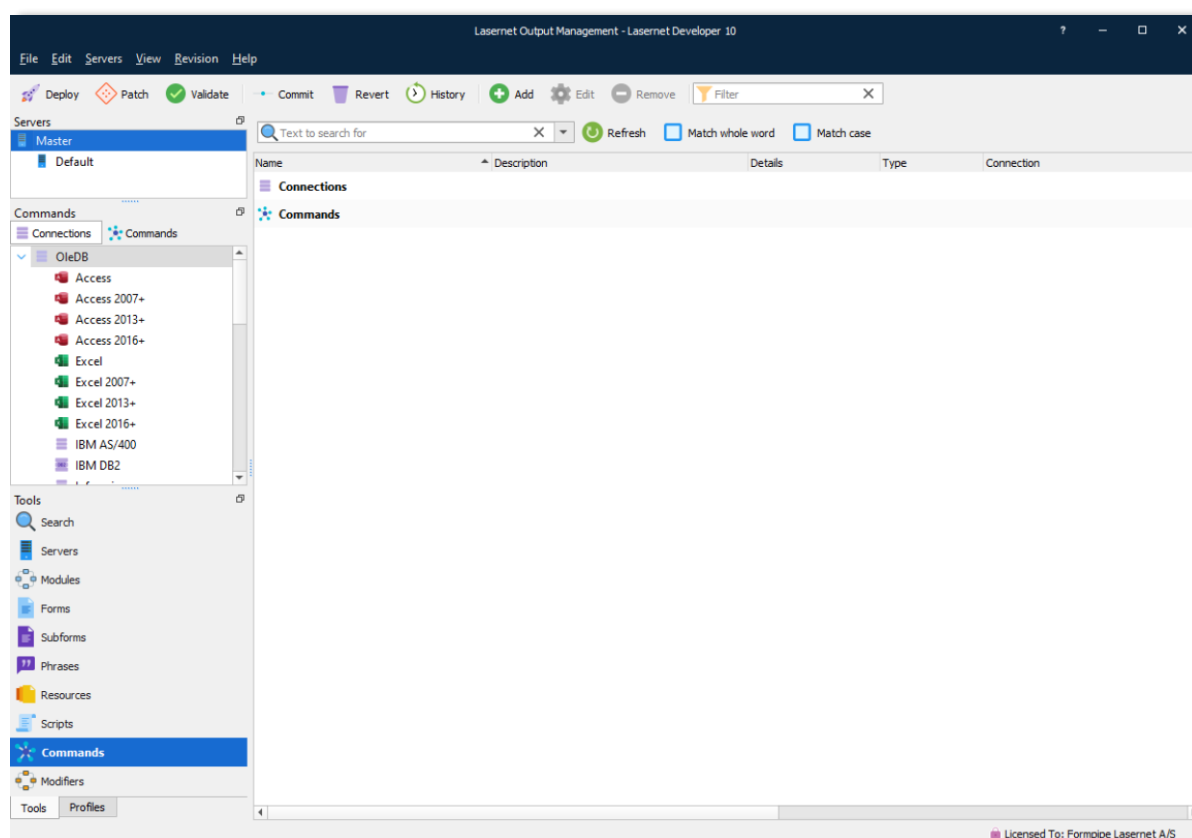 Lasernet Output Management - Lasernet Developer 10
File Edit Servers View Revision Help
Deploy Patch Validate Commit Revert History Add Edit Remove Filter
Servers
Master
Default
Text to search for Refresh Match whole word Match case
Name Description Details Type Connection
Connections
Commands
Commands
Connections Commands
OleDB
Access
Access 2007+
Access 2013+
Access 2016+
Excel
Excel 2007+
Excel 2013+
Excel 2016+
IBM AS/400
IBM DB2
Tools
Search
Servers
Modules
Forms
Subforms
Phrases
Resources
Scripts
Commands
Modifiers
Tools Profiles
Licensed To: Formpipe Lasernet A/S